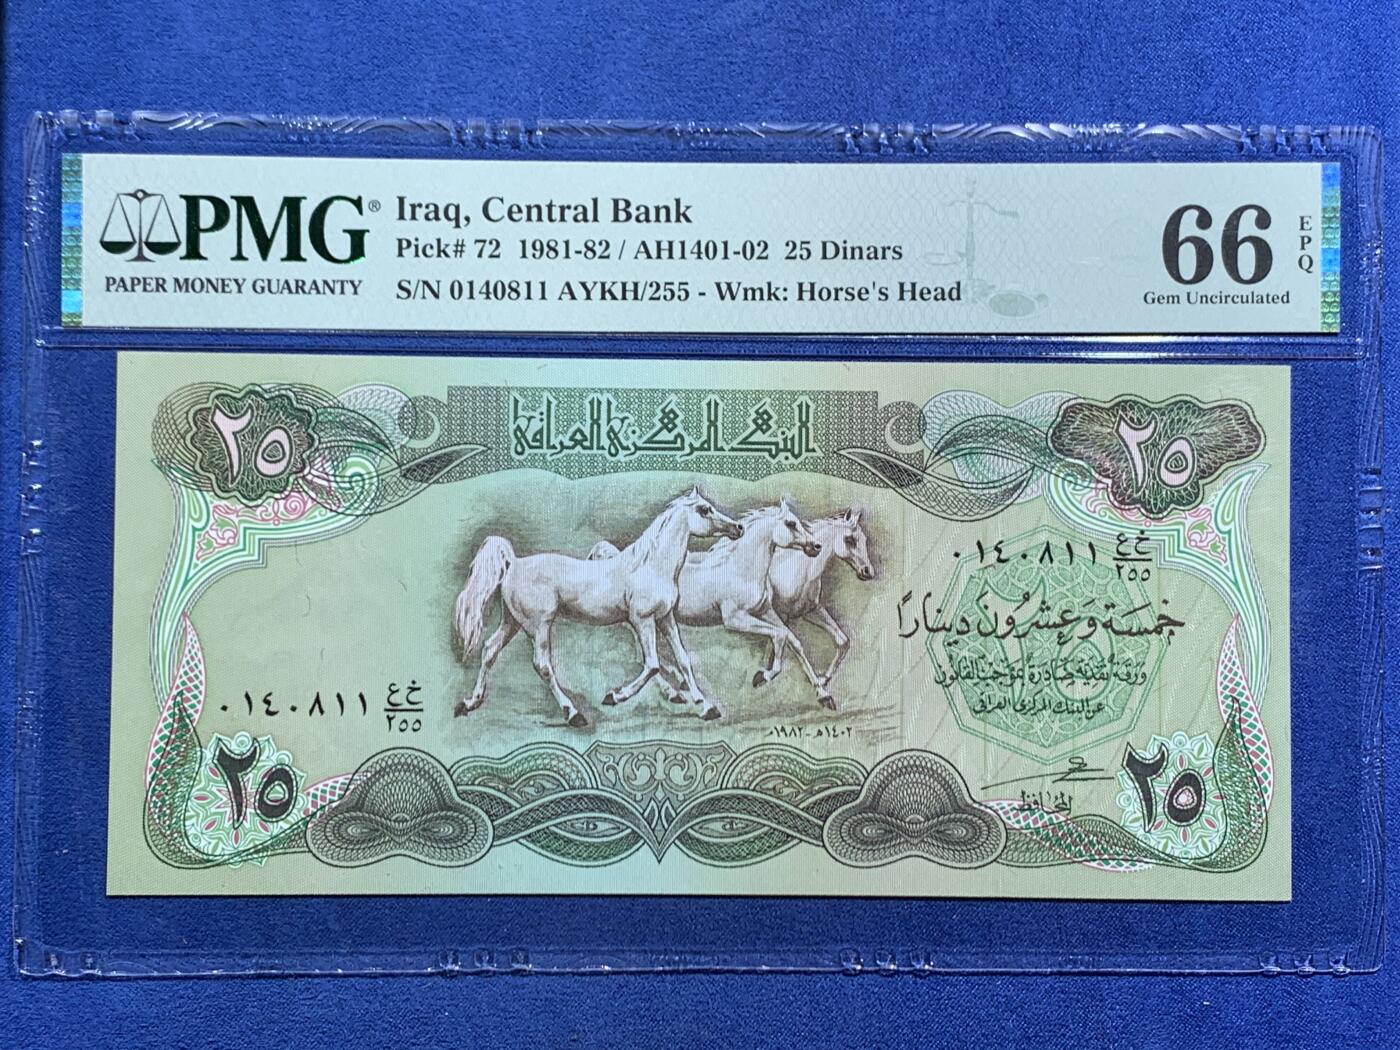 PMG®
PAPER MONEY GUARANTY
Iraq, Central Bank
Pick# 72 1981-82 / AH1401-02 25 Dinars
S/N 0140811 AYKH/255 - Wmk: Horse's Head
66
EPQ
Gem Uncirculated
البنك المركزي العراقي
٢٥
٢٥
٠١٤٠٨١١ خ ع/٢٥٥
خمسة وعشرون دينارًا
ورقة نقدية صادرة بموجب القانون
عن البنك المركزي العراقي
٠١٤٠٨١١ خ ع/٢٥٥
١٤٠٢هـ-١٩٨٢م
المحافظ
٢٥
٢٥